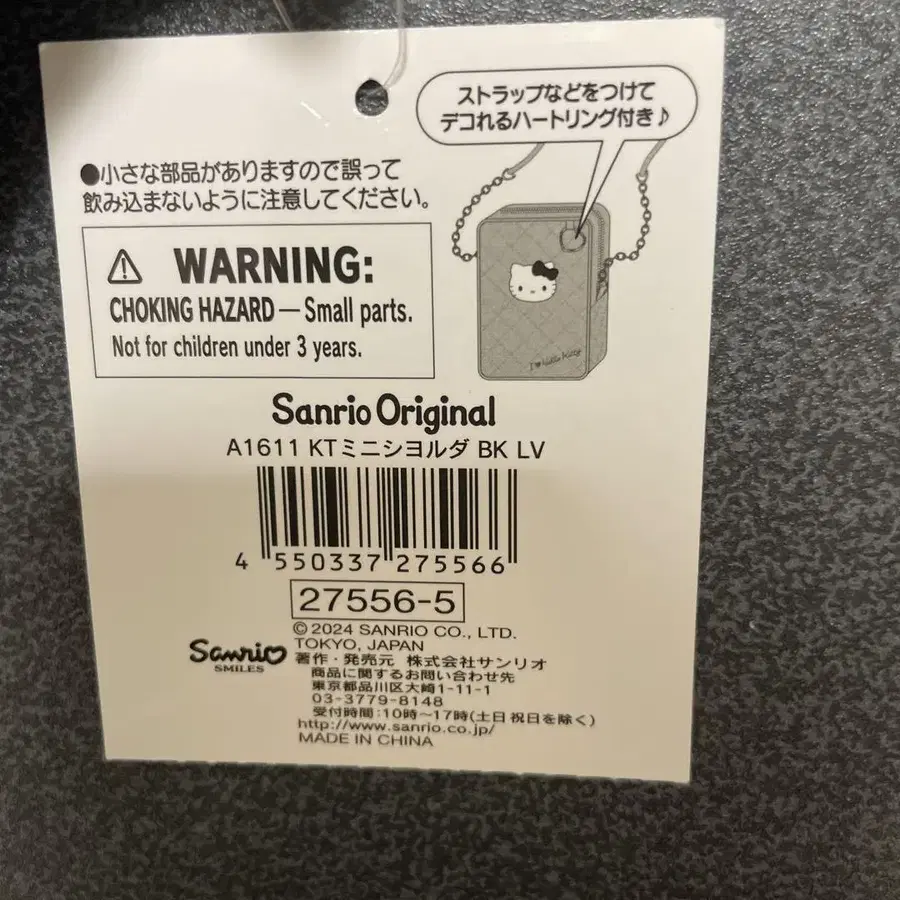 ストラップなどをつけて
デコれるハートリング付き♪
●小さな部品がありますので誤って
飲み込まないように注意してください。
WARNING:
CHOKING HAZARD — Small parts.
Not for children under 3 years.
I ♥ Hello Kitty
Sanrio Original
A1611 KTミニシヨルダ BK LV
4 550337 275566
27556-5
© 2024 SANRIO CO., LTD.
TOKYO, JAPAN
Sanrio
SMILES
著作・発売元 株式会社サンリオ
商品に関するお問い合わせ先
東京都品川区大崎1-11-1
03-3779-8148
受付時間:10時～17時(土日祝日を除く)
http://www.sanrio.co.jp/
MADE IN CHINA